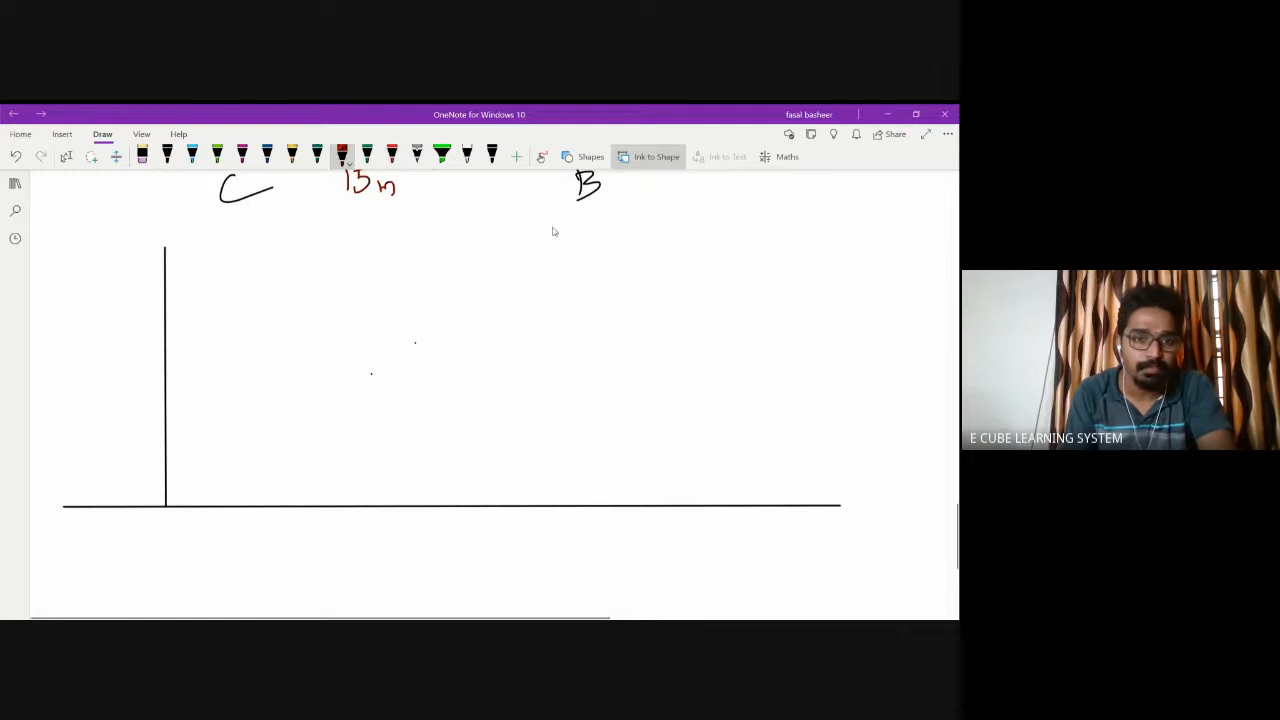 OneNote for Windows 10
fasal basheer
Home Insert Draw View Help
Share
Shapes Ink to Shape Ink to Text Maths
C 13m B
E CUBE LEARNING SYSTEM